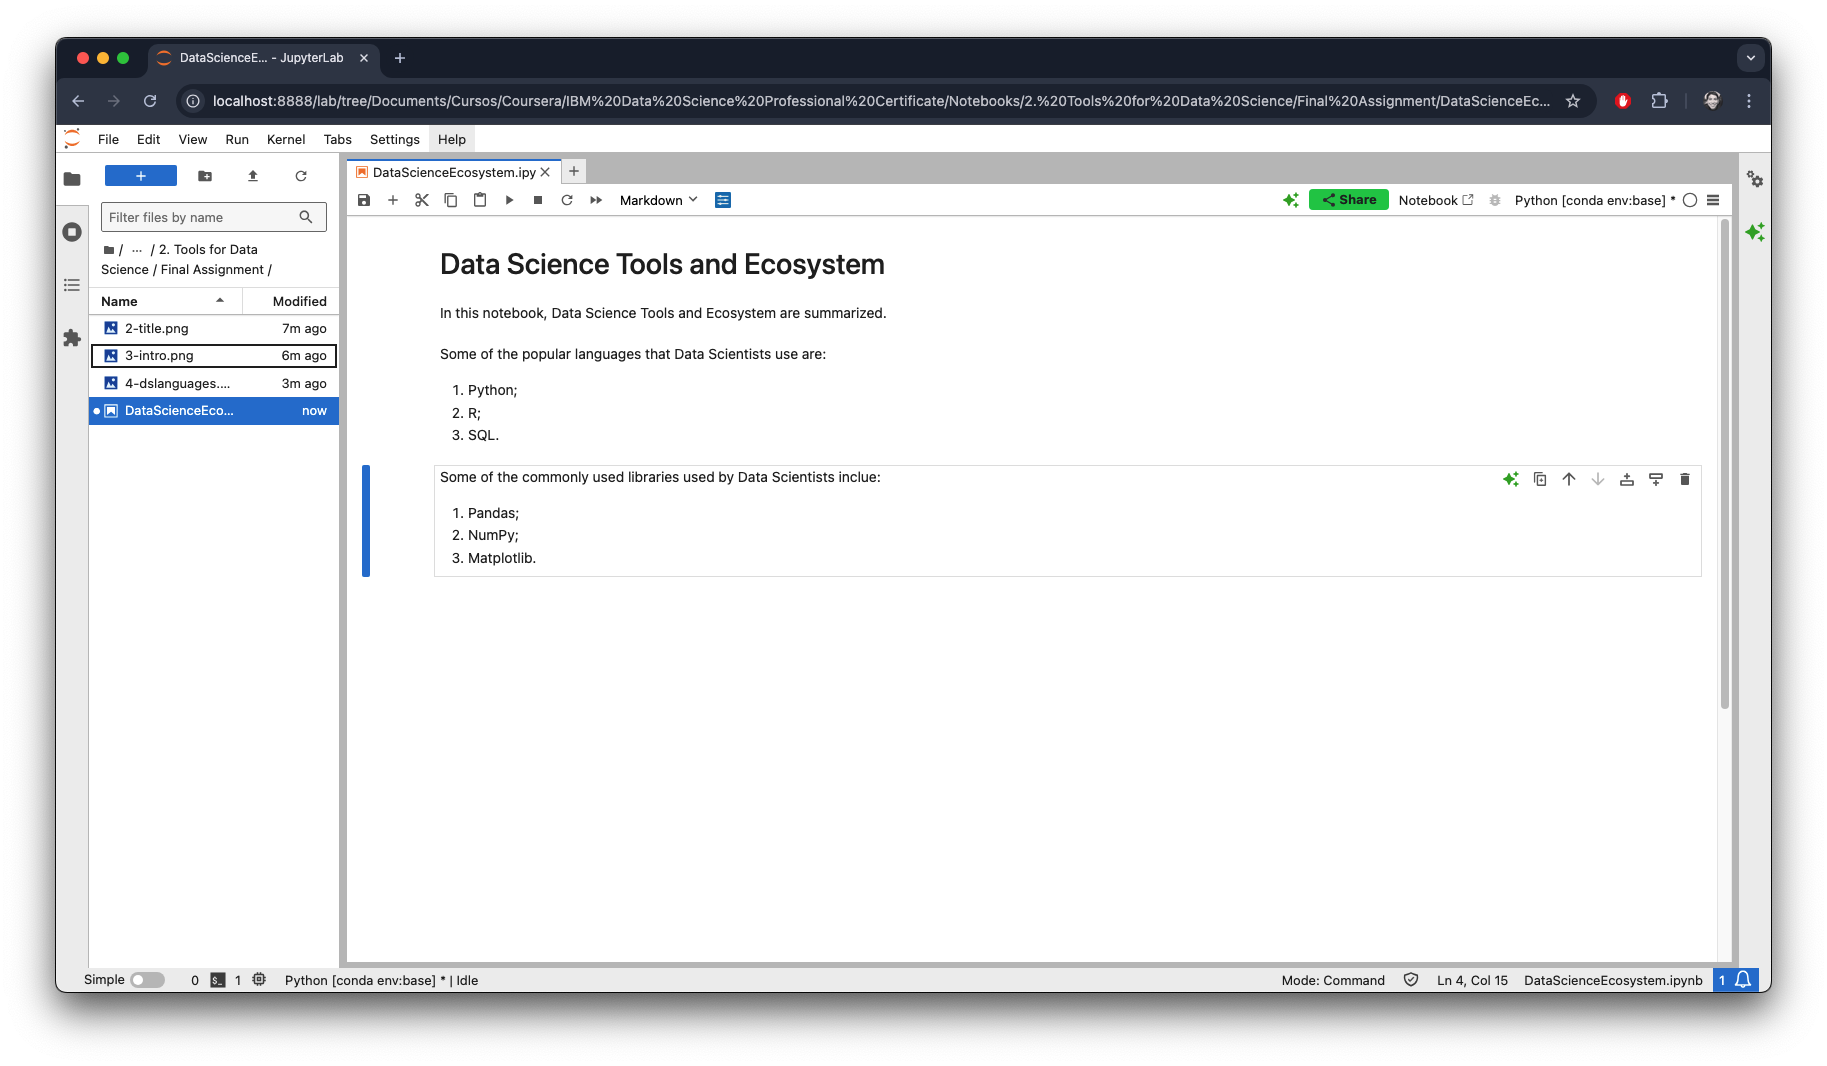 DataScienceE... - JupyterLab
localhost:8888/lab/tree/Documents/Cursos/Coursera/IBM%20Data%20Science%20Professional%20Certificate/Notebooks/2.%20Tools%20for%20Data%20Science/Final%20Assignment/DataScienceEc...
File Edit View Run Kernel Tabs Settings Help
DataScienceEcosystem.ipy
Filter files by name
Markdown
Share
Notebook
Python [conda env:base] *
/ ... / 2. Tools for Data
Science / Final Assignment /
Name Modified
2-title.png 7m ago
3-intro.png 6m ago
4-dslanguages.... 3m ago
DataScienceEco... now
Data Science Tools and Ecosystem
In this notebook, Data Science Tools and Ecosystem are summarized.
Some of the popular languages that Data Scientists use are:
1. Python;
2. R;
3. SQL.
Some of the commonly used libraries used by Data Scientists inclue:
1. Pandas;
2. NumPy;
3. Matplotlib.
Simple 0 $_ 1 Python [conda env:base] * | Idle Mode: Command Ln 4, Col 15 DataScienceEcosystem.ipynb 1